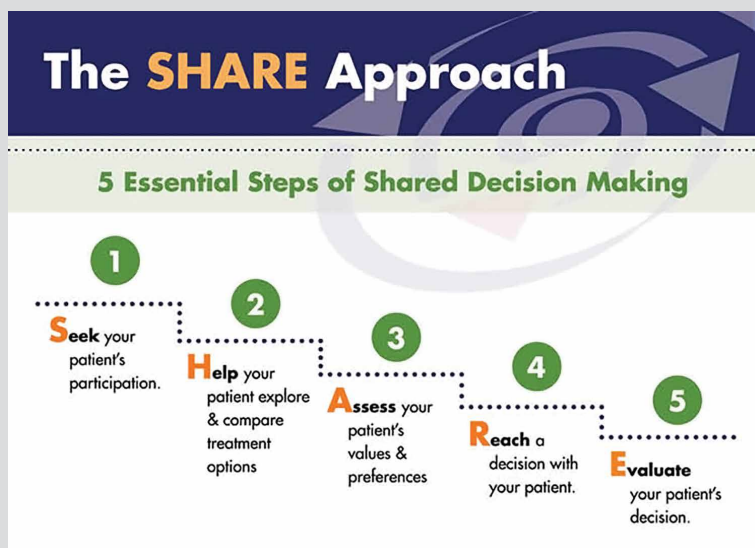 The SHARE Approach
5 Essential Steps of Shared Decision Making
1
Seek your
patient's
participation.
2
Help your
patient explore
& compare
treatment
options
3
Assess your
patient's
values &
preferences
4
Reach a
decision with
your patient.
5
Evaluate
your patient's
decision.